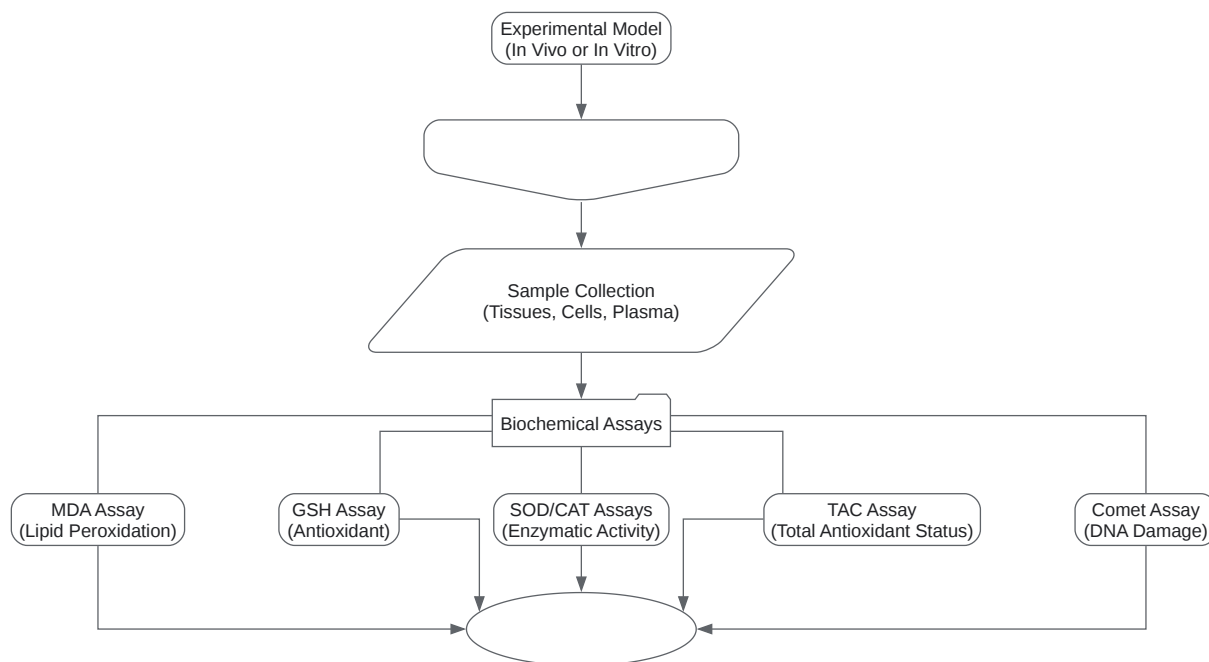 Experimental Model
(In Vivo or In Vitro)
Sample Collection
(Tissues, Cells, Plasma)
Biochemical Assays
MDA Assay
(Lipid Peroxidation)
GSH Assay
(Antioxidant)
SOD/CAT Assays
(Enzymatic Activity)
TAC Assay
(Total Antioxidant Status)
Comet Assay
(DNA Damage)